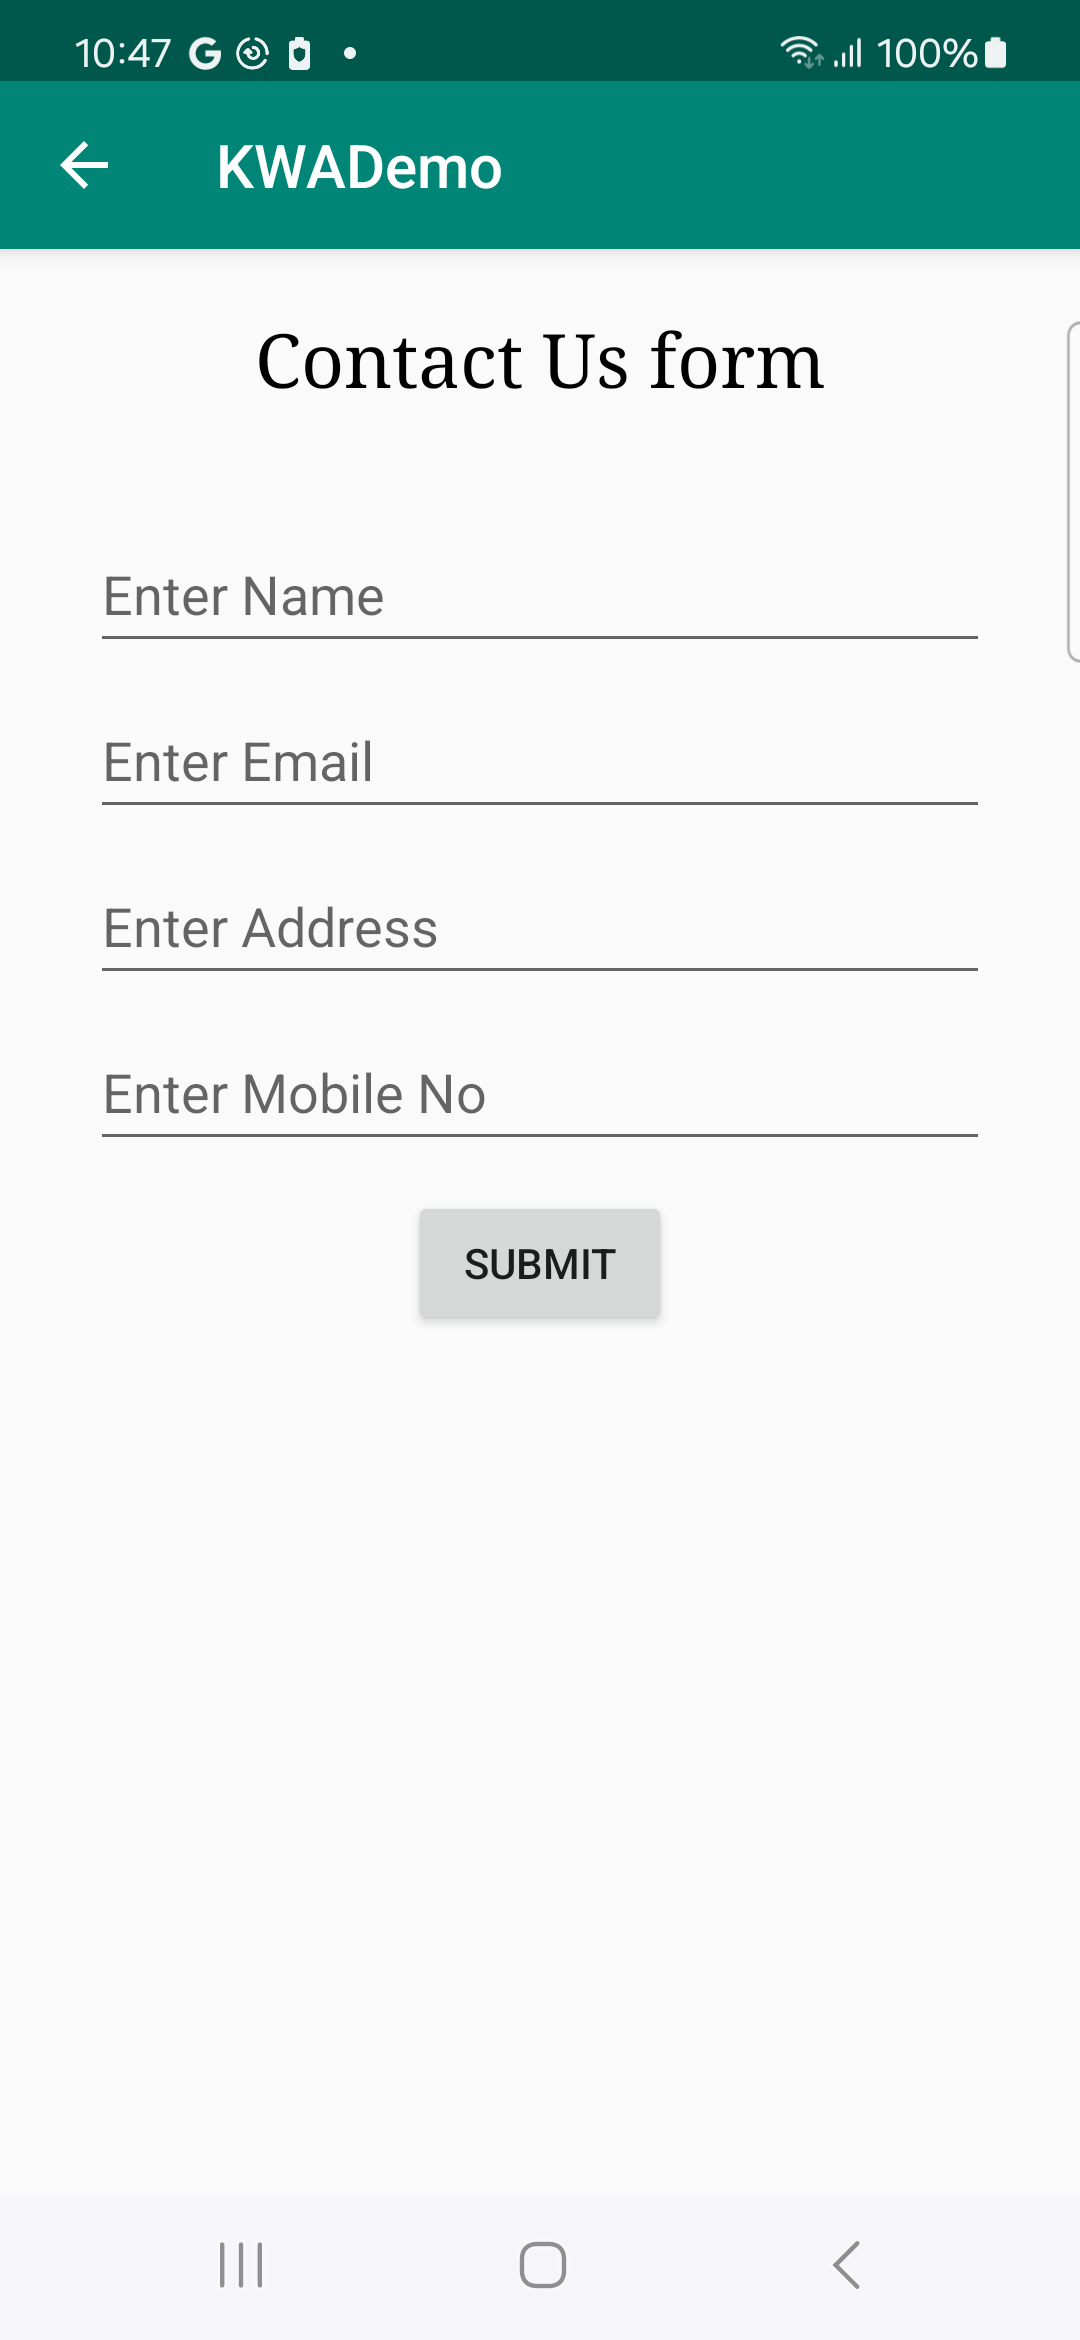 10:47 100%
KWADemo
Contact Us form
Enter Name
Enter Email
Enter Address
Enter Mobile No
SUBMIT